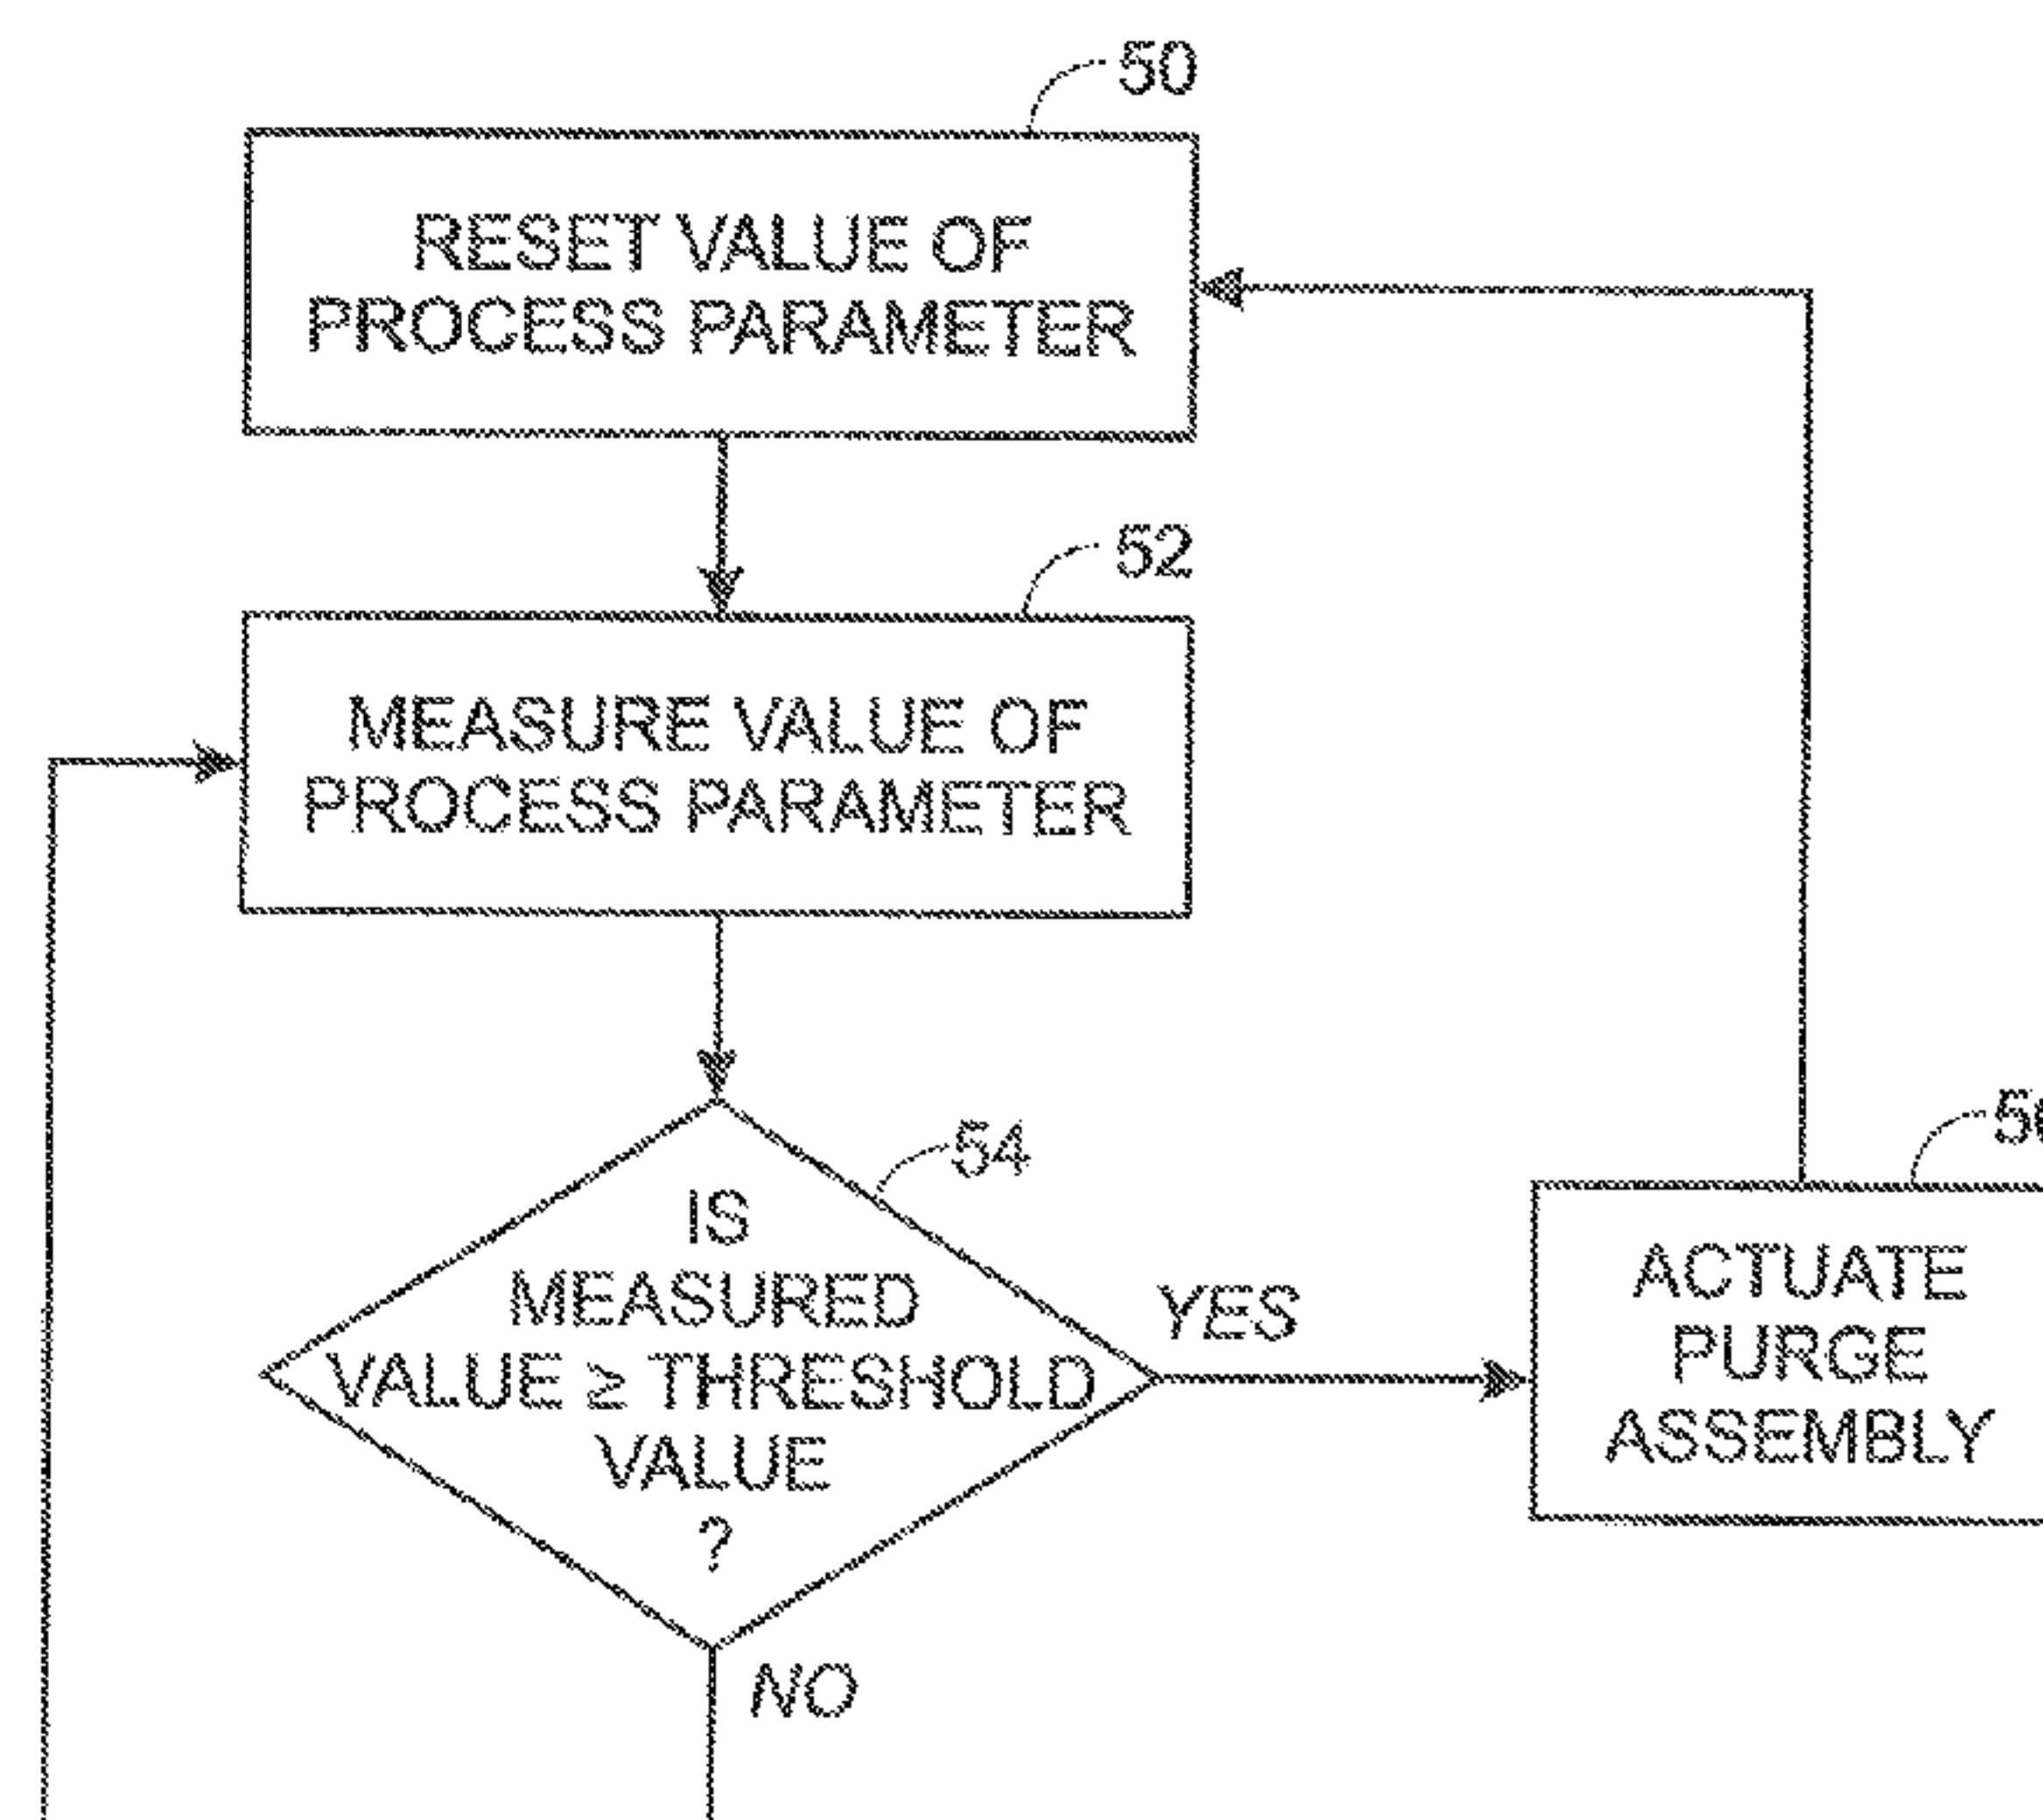 50
RESET VALUE OF
PROCESS PARAMETER
52
MEASURE VALUE OF
PROCESS PARAMETER
54
IS
MEASURED
VALUE ≥ THRESHOLD
VALUE
?
YES
ACTUATE
PURGE
ASSEMBLY
NO